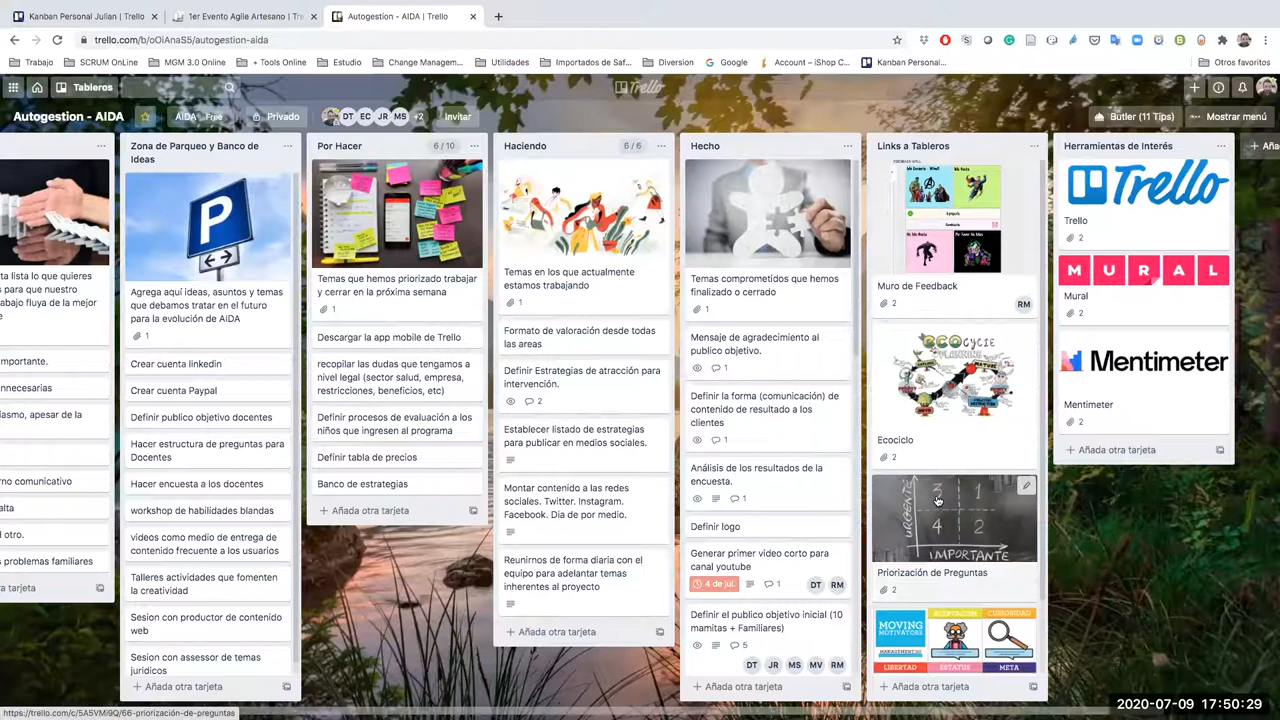 Kanban Personal Julian | Trello
1er Evento Agile Artesano | Tre
Autogestion - AIDA | Trello
trello.com/b/oOiAnaS5/autogestion-aida
Trabajo
SCRUM OnLine
MGM 3.0 Online
+ Tools Online
Estudio
Change Managem...
Utilidades
Importados de Saf...
Diversion
Google
Account – iShop C...
Kanban Personal...
Otros favoritos
Tableros
Trello
Autogestion - AIDA
AIDA
Free
Privado
DT EC JR MS +2
Invitar
Butler (11 Tips)
Mostrar menú
ta lista lo que quieres
s para que nuestro
abajo fluya de la mejor
importante.
nnecesarias
iasmo, apesar de la
rno comunicativo
l otro.
s problemas familiares
tarjeta
Zona de Parqueo y Banco de
Ideas
P
Agrega aquí ideas, asuntos y temas
que debamos tratar en el futuro
para la evolución de AIDA
1
Crear cuenta linkedin
Crear cuenta Paypal
Definir publico objetivo docentes
Hacer estructura de preguntas para
Docentes
Hacer encuesta a los docentes
workshop de habilidades blandas
videos como medio de entrega de
contenido frecuente a los usuarios
Talleres actividades que fomenten
la creatividad
Sesion con productor de contenido
web
Sesion con assessor de temas
jurídicos
+ Añada otra tarjeta
Por Hacer
6 / 10
Temas que hemos priorizado trabajar
y cerrar en la próxima semana
1
Descargar la app mobile de Trello
recopilar las dudas que tengamos a
nivel legal (sector salud, empresa,
restricciones, beneficios, etc)
Definir procesos de evaluación a los
niños que ingresen al programa
Definir tabla de precios
Banco de estrategias
+ Añada otra tarjeta
Haciendo
6 / 6
Temas en los que actualmente
estamos trabajando
1
Formato de valoración desde todas
las areas
Definir Estrategias de atracción para
intervención.
2
Establecer listado de estrategias
para publicar en medios sociales.
Montar contenido a las redes
sociales. Twitter. Instagram.
Facebook. Dia de por medio.
Reunirnos de forma diaria con el
equipo para adelantar temas
inherentes al proyecto
+ Añada otra tarjeta
Hecho
Temas comprometidos que hemos
finalizado o cerrado
1
Mensaje de agradecimiento al
publico objetivo.
1
Definir la forma (comunicación) de
contenido de resultado a los
clientes
1
Análisis de los resultados de la
encuesta.
1
Definir logo
Generar primer video corto para
canal youtube
4 de jul.
1
DT RM
Definir el publico objetivo inicial (10
mamitas + Familiares)
5
DT JR MS MV RM
+ Añada otra tarjeta
Links a Tableros
FEEDBACK WALL
Muro de Feedback
2
RM
ECOCYCLE
PLANNING
Ecociclo
2
URGENTE
3 1
4 2
IMPORTANTE
Priorización de Preguntas
2
MOVING
MOTIVATORS
MANAGEMENT 3.0
ACEPTACION
CURIOSIDAD
LIBERTAD
ESTATUS
META
+ Añada otra tarjeta
Herramientas de Interés
Trello
Trello
2
MURAL
Mural
2
Mentimeter
Mentimeter
2
+ Añada otra tarjeta
+ Aña
https://trello.com/c/5A5VMi9Q/66-priorización-de-preguntas
2020-07-09 17:50:29